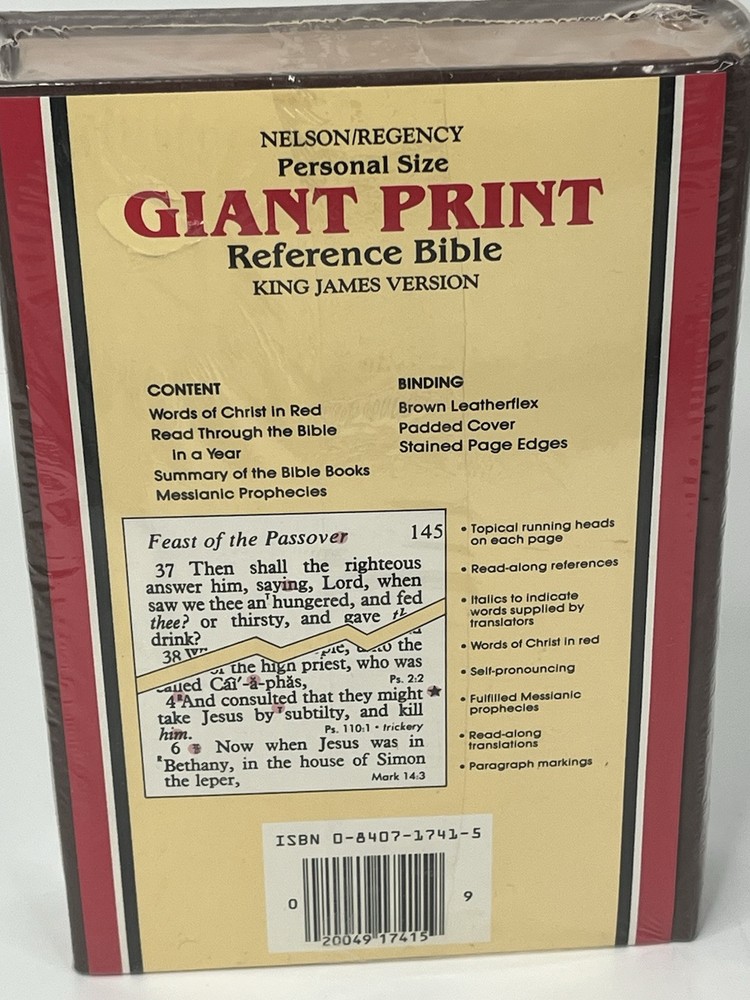 NELSON/REGENCY
Personal Size
GIANT PRINT
Reference Bible
KING JAMES VERSION
CONTENT
Words of Christ in Red
Read Through the Bible
in a Year
Summary of the Bible Books
Messianic Prophecies
BINDING
Brown Leatherflex
Padded Cover
Stained Page Edges
Feast of the Passover 145
37 Then shall the righteous
answer him, saying, Lord, when
saw we thee an hungered, and fed
thee? or thirsty, and gave
drink?
38
the high priest, who was
called Cāī´-ă-phăs, Ps. 2:2
4 And consulted that they might ★
take Jesus by subtilty, and kill
him. Ps. 110:1 • trickery
6 Now when Jesus was in
Bethany, in the house of Simon
the leper, Mark 14:3
• Topical running heads
on each page
• Read-along references
• Italics to indicate
words supplied by
translators
• Words of Christ in red
• Self-pronouncing
• Fulfilled Messianic
prophecies
• Read-along
translations
• Paragraph markings
ISBN 0-8407-1741-5
0 9
20049 17415